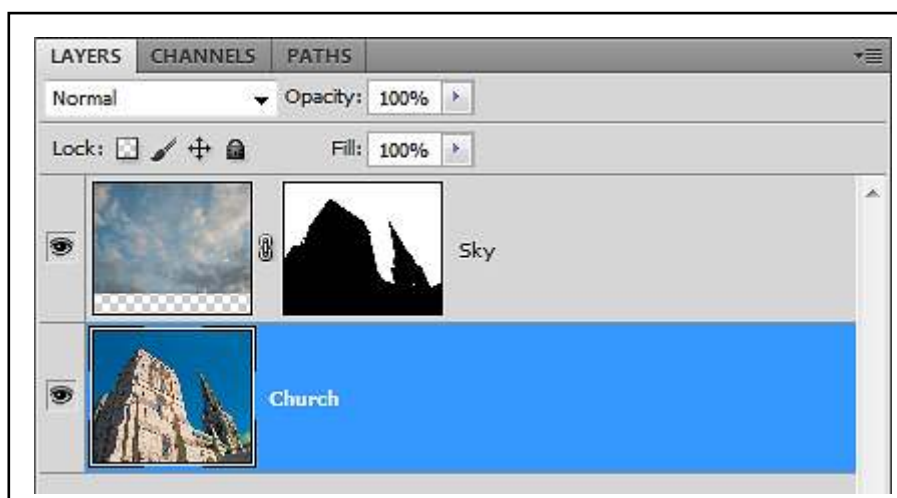 LAYERS CHANNELS PATHS
Normal Opacity: 100%
Lock: Fill: 100%
Sky
Church